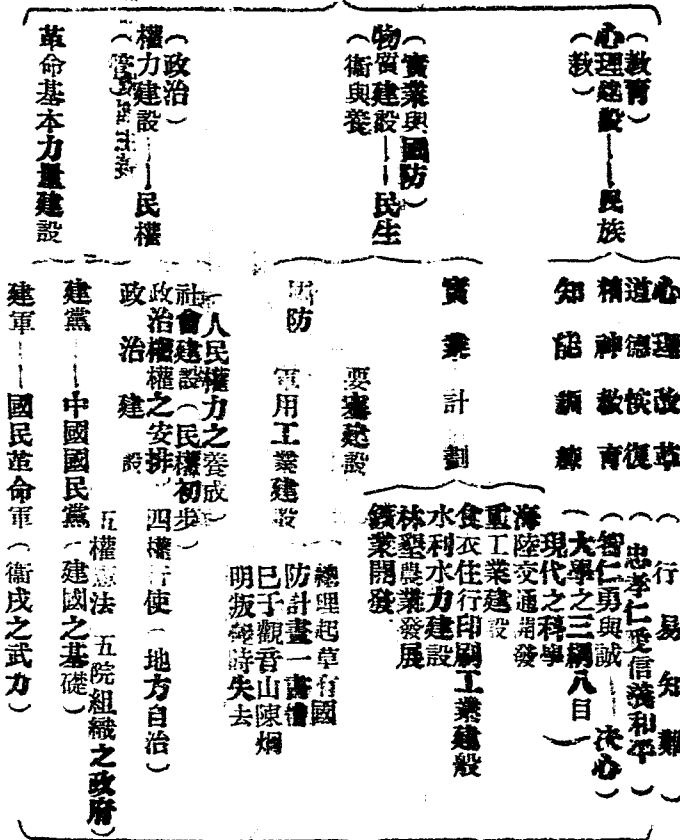 (教育)
心理建設——民族
(教)
心理改革(行易知難)
道德恢復(忠孝仁愛信義和平)
精神教育(智仁勇與誠——決心)
知識訓練(大學之三綱八目
現代之科學)
(實業與國防)
物質建設——民生
(衛與養)
實業計劃
海陸交通開發
重工業建設
食衣住行印刷工業建設
水利水力建設
林墾農業發展
鑛業開發
國防
要塞建設
軍用工業建設
(總理起草有國
防計畫一書惜
已于觀音山陳烱
明叛變時失去
(政治)
權力建設——民權
(管
(人民權力之養成)
社會建設(民權初步)
政治權權之安排 四權行使(地方自治)
政治建設
五權憲法 五院組織之政府)
革命基本力量建設
建黨——中國國民黨(建國之基礎)
建軍——國民革命軍(衞戌之武力)